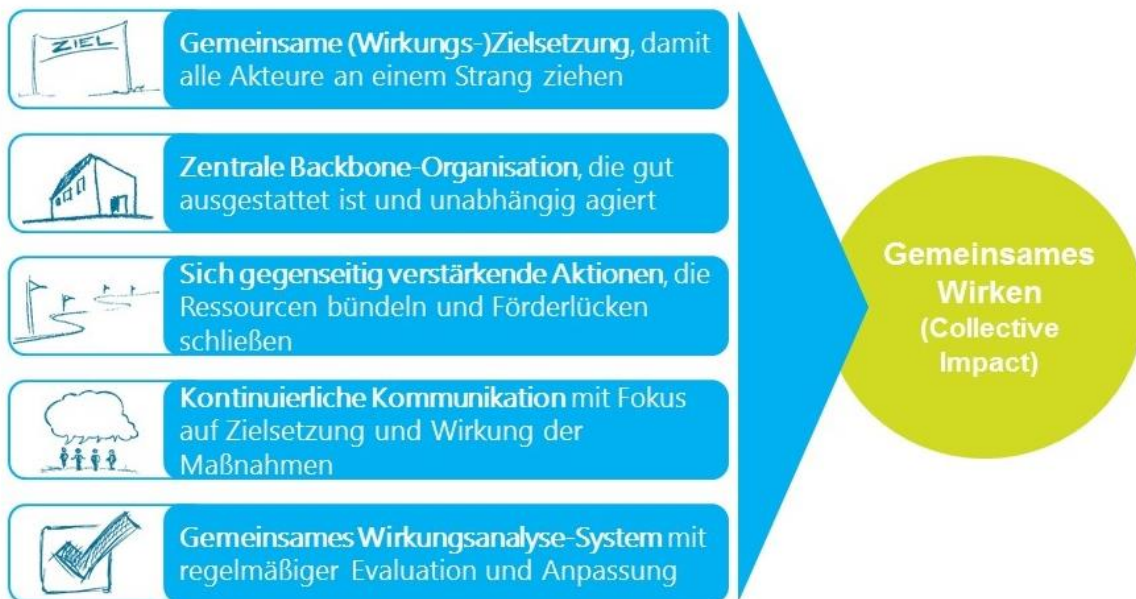 ZIEL
Gemeinsame (Wirkungs-)Zielsetzung, damit
alle Akteure an einem Strang ziehen
Zentrale Backbone-Organisation, die gut
ausgestattet ist und unabhängig agiert
Sich gegenseitig verstärkende Aktionen, die
Ressourcen bündeln und Förderlücken
schließen
Kontinuierliche Kommunikation mit Fokus
auf Zielsetzung und Wirkung der
Maßnahmen
Gemeinsames Wirkungsanalyse-System mit
regelmäßiger Evaluation und Anpassung
Gemeinsames
Wirken
(Collective
Impact)